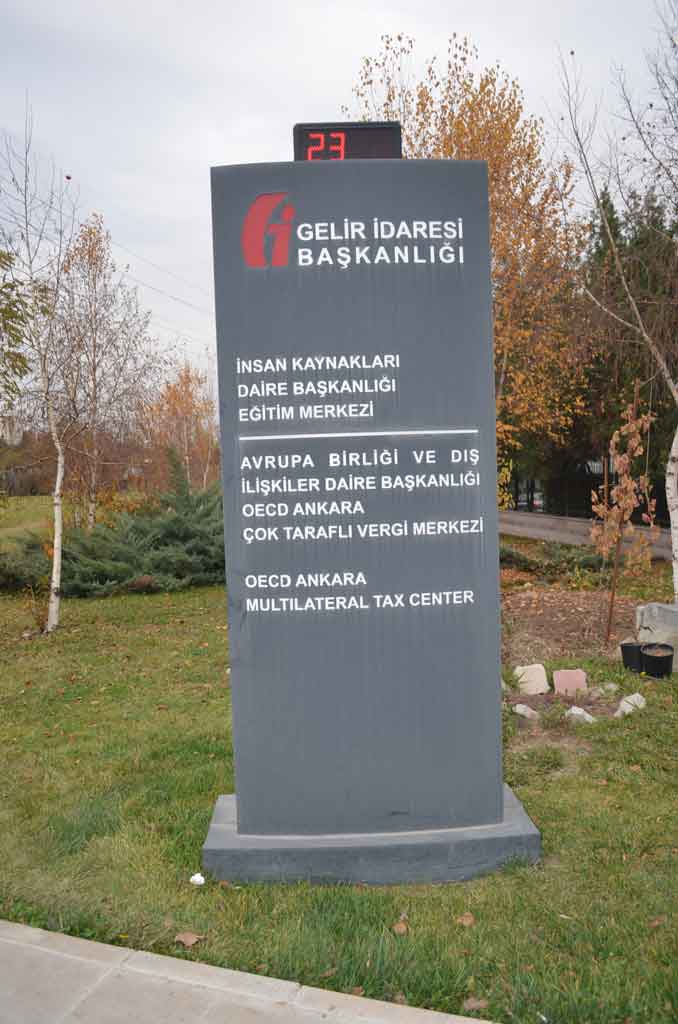 23
GELİR İDARESİ
BAŞKANLIĞI
İNSAN KAYNAKLARI
DAİRE BAŞKANLIĞI
EĞİTİM MERKEZİ
AVRUPA BİRLİĞİ VE DIŞ
İLİŞKİLER DAİRE BAŞKANLIĞI
OECD ANKARA
ÇOK TARAFLI VERGİ MERKEZİ
OECD ANKARA
MULTILATERAL TAX CENTER